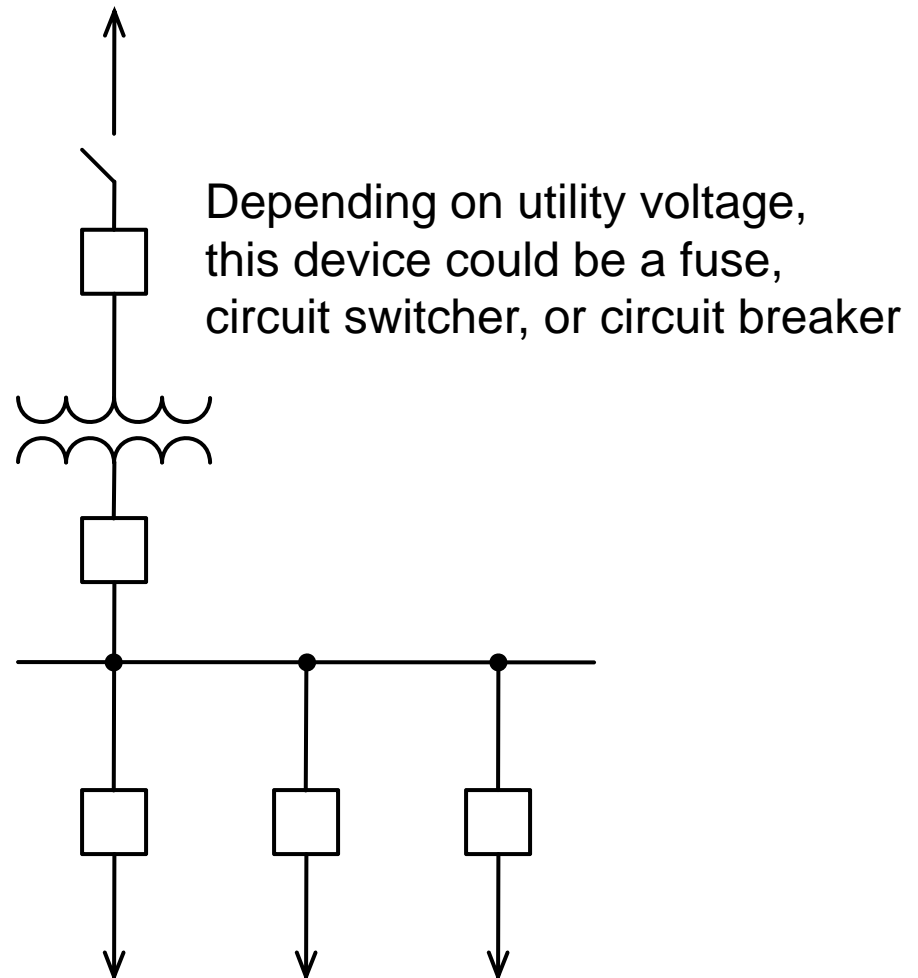 Depending on utility voltage,
this device could be a fuse,
circuit switcher, or circuit breaker